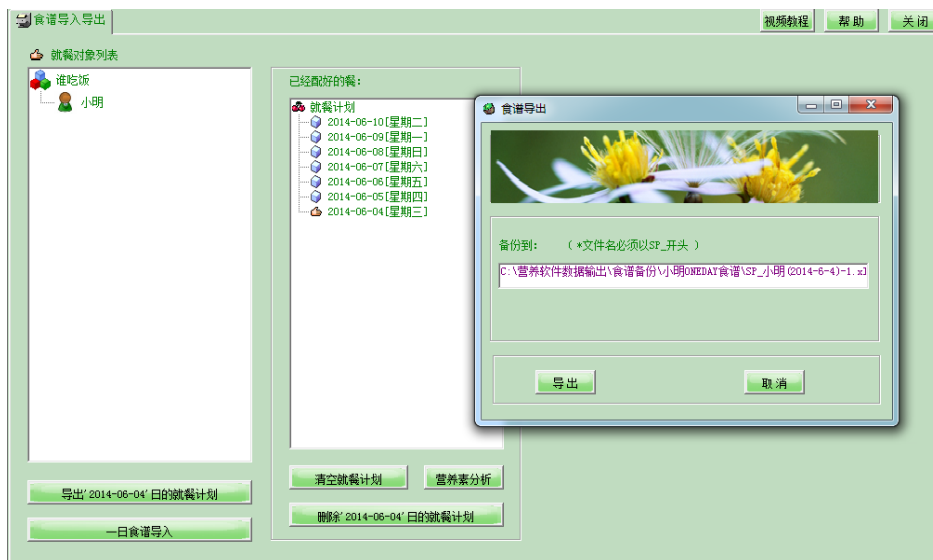 食谱导入导出
视频教程
帮助
关闭
就餐对象列表
谁吃饭
小明
已经配好的餐:
就餐计划
2014-06-10[星期二]
2014-06-09[星期一]
2014-06-08[星期日]
2014-06-07[星期六]
2014-06-06[星期五]
2014-06-05[星期四]
2014-06-04[星期三]
食谱导出
备份到: ( *文件名必须以SP_开头 )
C:\营养软件数据输出\食谱备份\小明ONEDAY食谱\SP_小明(2014-6-4)-1.xl
导出
取消
清空就餐计划
营养素分析
导出'2014-06-04'日的就餐计划
删除'2014-06-04'日的就餐计划
一日食谱导入